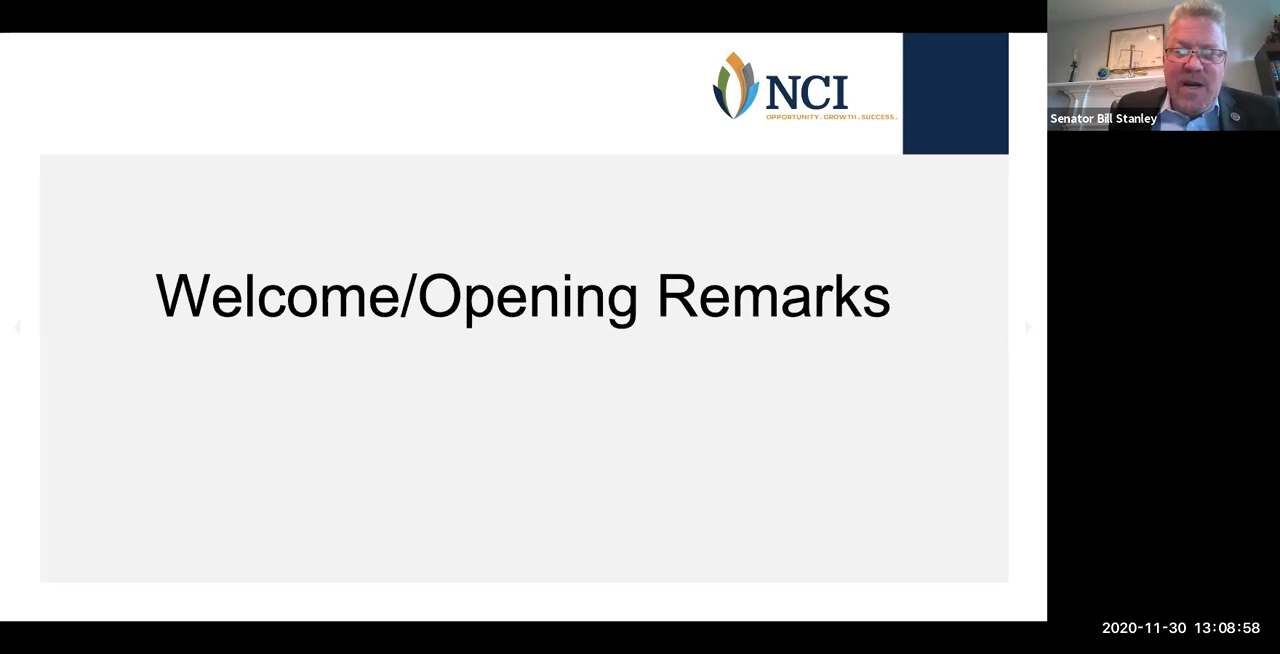 NCI
OPPORTUNITY. GROWTH. SUCCESS.
Senator Bill Stanley
Welcome/Opening Remarks
2020-11-30 13:08:58